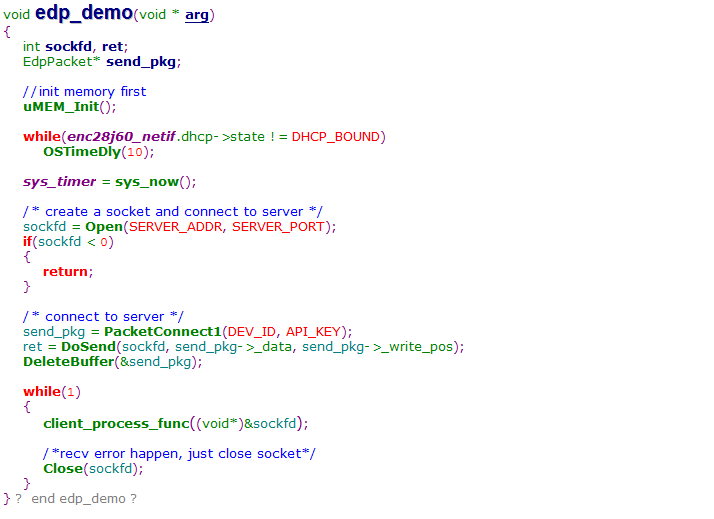 void edp_demo(void * arg)
{
int sockfd, ret;
EdpPacket* send_pkg;
//init memory first
uMEM_Init();
while(enc28j60_netif.dhcp->state != DHCP_BOUND)
OSTimeDly(10);
sys_timer = sys_now();
/* create a socket and connect to server */
sockfd = Open(SERVER_ADDR, SERVER_PORT);
if(sockfd < 0)
{
return;
}
/* connect to server */
send_pkg = PacketConnect1(DEV_ID, API_KEY);
ret = DoSend(sockfd, send_pkg->_data, send_pkg->_write_pos);
DeleteBuffer(&send_pkg);
while(1)
{
client_process_func((void*)&sockfd);
/*recv error happen, just close socket*/
Close(sockfd);
}
} ? end edp_demo ?